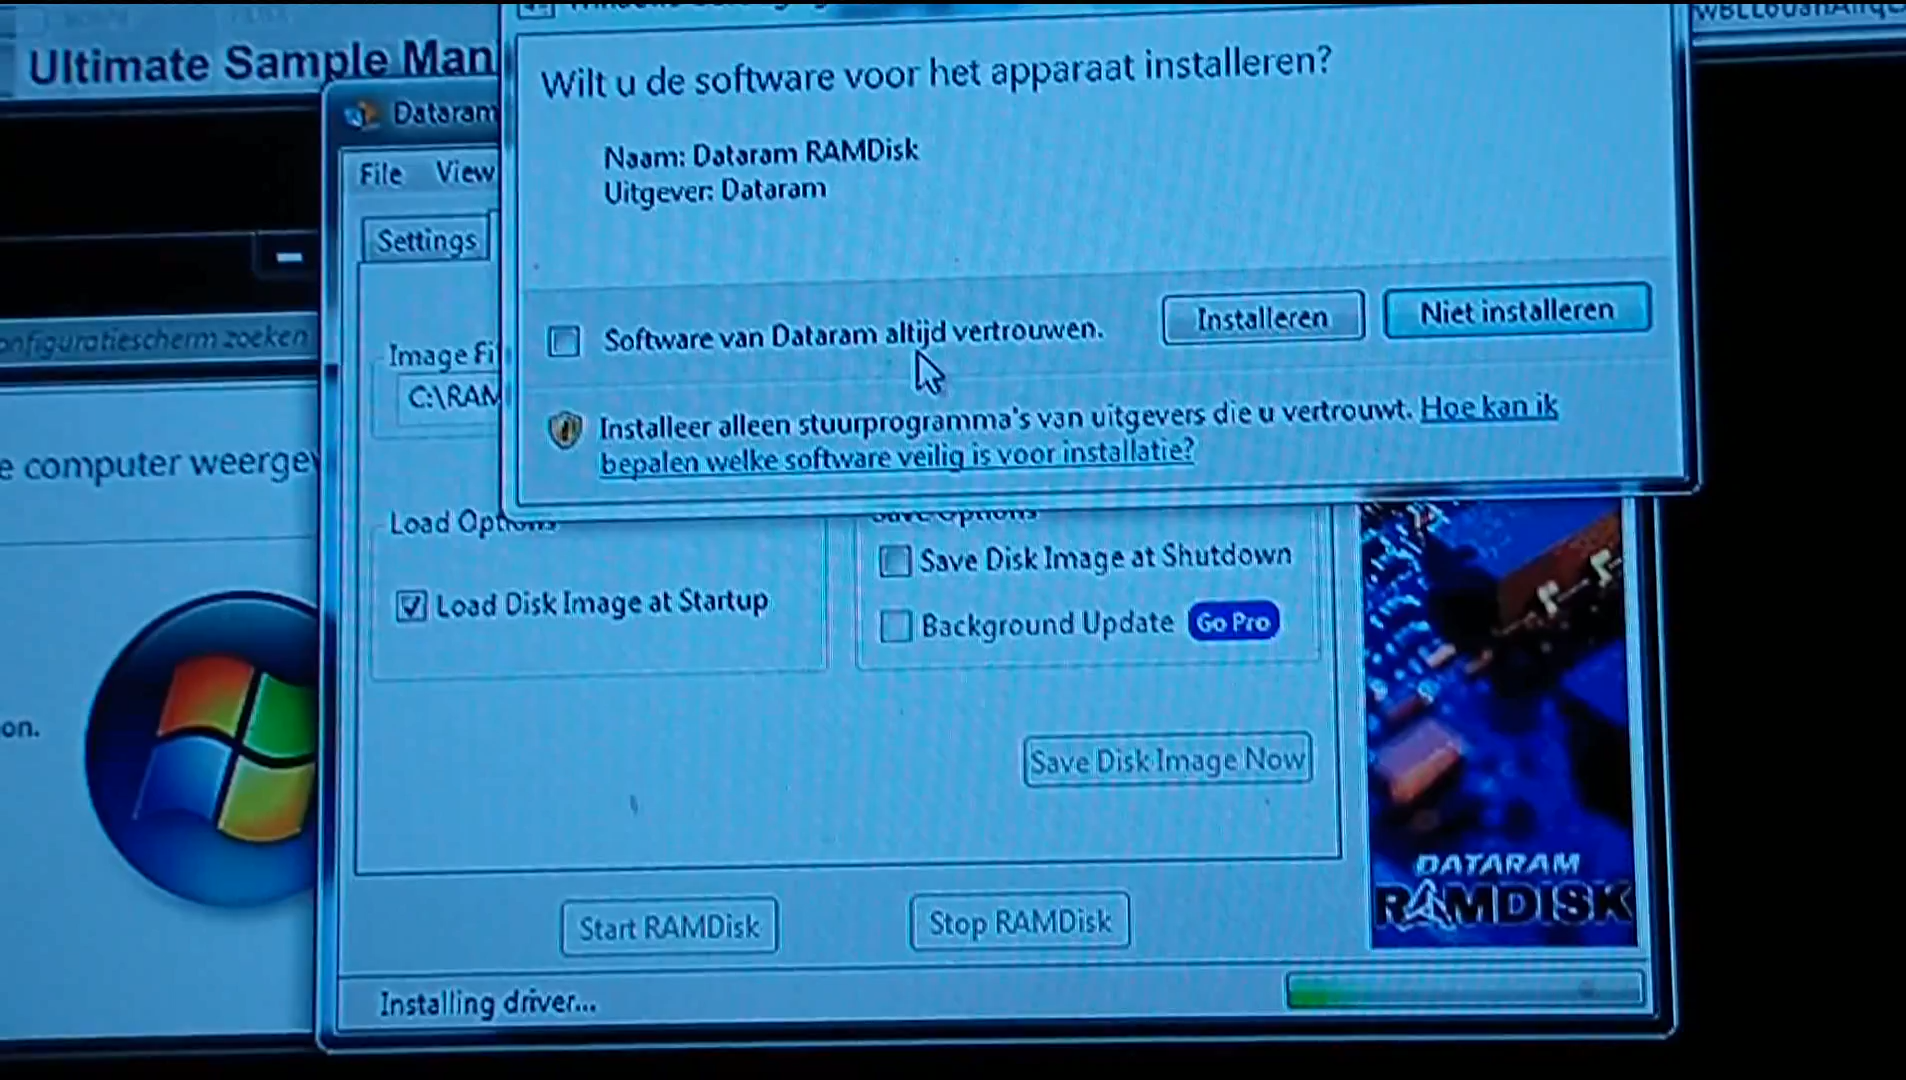 Ultimate Sample Man
Dataram
File View
Settings
Wilt u de software voor het apparaat installeren?
Naam: Dataram RAMDisk
Uitgever: Dataram
Software van Dataram altijd vertrouwen.
Installeren
Niet installeren
Installeer alleen stuurprogramma's van uitgevers die u vertrouwt. Hoe kan ik
bepalen welke software veilig is voor installatie?
onfiguratiescherm zoeken
Image Fi
C:\RAM
e computer weergev
Load Options
Save Options
Load Disk Image at Startup
Save Disk Image at Shutdown
Background Update Go Pro
on.
Save Disk Image Now
DATARAM
RAMDISK
Start RAMDisk
Stop RAMDisk
Installing driver...